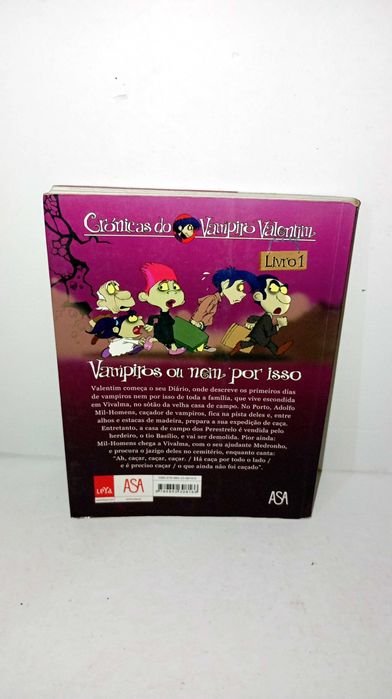 Crónicas do Vampiro Valentim
Livro 1
Vampiros ou nem por isso
Valentim começa o seu Diário, onde descreve os primeiros dias
de vampiros nem por isso de toda a família, que vive escondida
em Vivalma, no sótão da velha casa de campo. No Porto, Adolfo
Mil-Homens, caçador de vampiros, fica na pista deles e, entre
alhos e estacas de madeira, prepara a sua expedição de caça.
Entretanto, a casa de campo dos Perestrelo é vendida pelo
herdeiro, o tio Basílio, e vai ser demolida. Pior ainda:
Mil-Homens chega a Vivalma, com o seu ajudante Medronho,
e procura o jazigo deles no cemitério, enquanto canta:
“Ah, caçar, caçar, caçar. / Há caça por todo o lado /
e é preciso caçar / o que ainda não foi caçado”.
LEYA
ASA
ASA